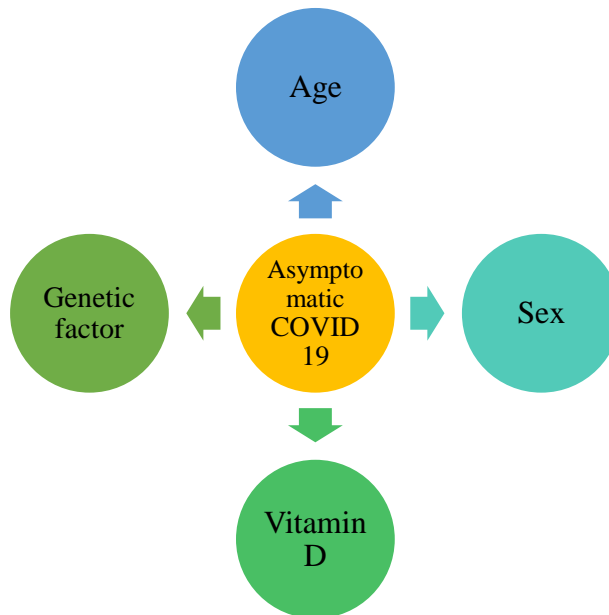 Age
Genetic
factor
Asympto
matic
COVID
19
Sex
Vitamin
D